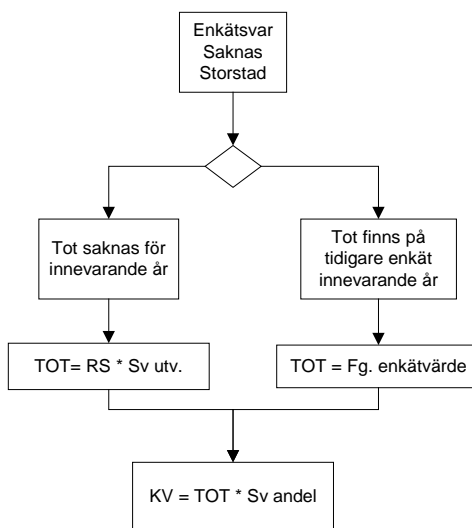 Enkätsvar
Saknas
Storstad
Tot saknas för
innevarande år
Tot finns på
tidigare enkät
innevarande år
TOT= RS * Sv utv.
TOT = Fg. enkätvärde
KV = TOT * Sv andel